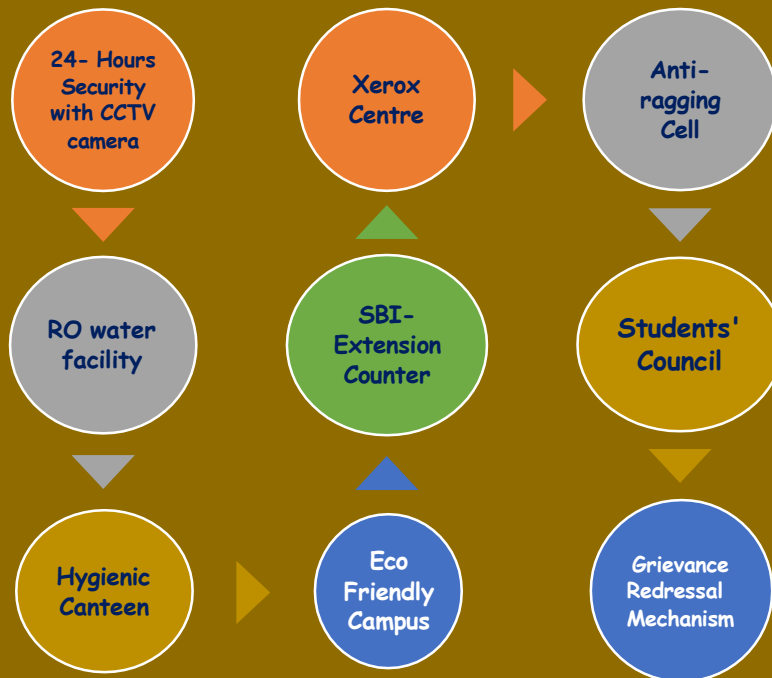 24- Hours
Security
with CCTV
camera
RO water
facility
Hygienic
Canteen
Eco
Friendly
Campus
SBI-
Extension
Counter
Xerox
Centre
Anti-
ragging
Cell
Students'
Council
Grievance
Redressal
Mechanism